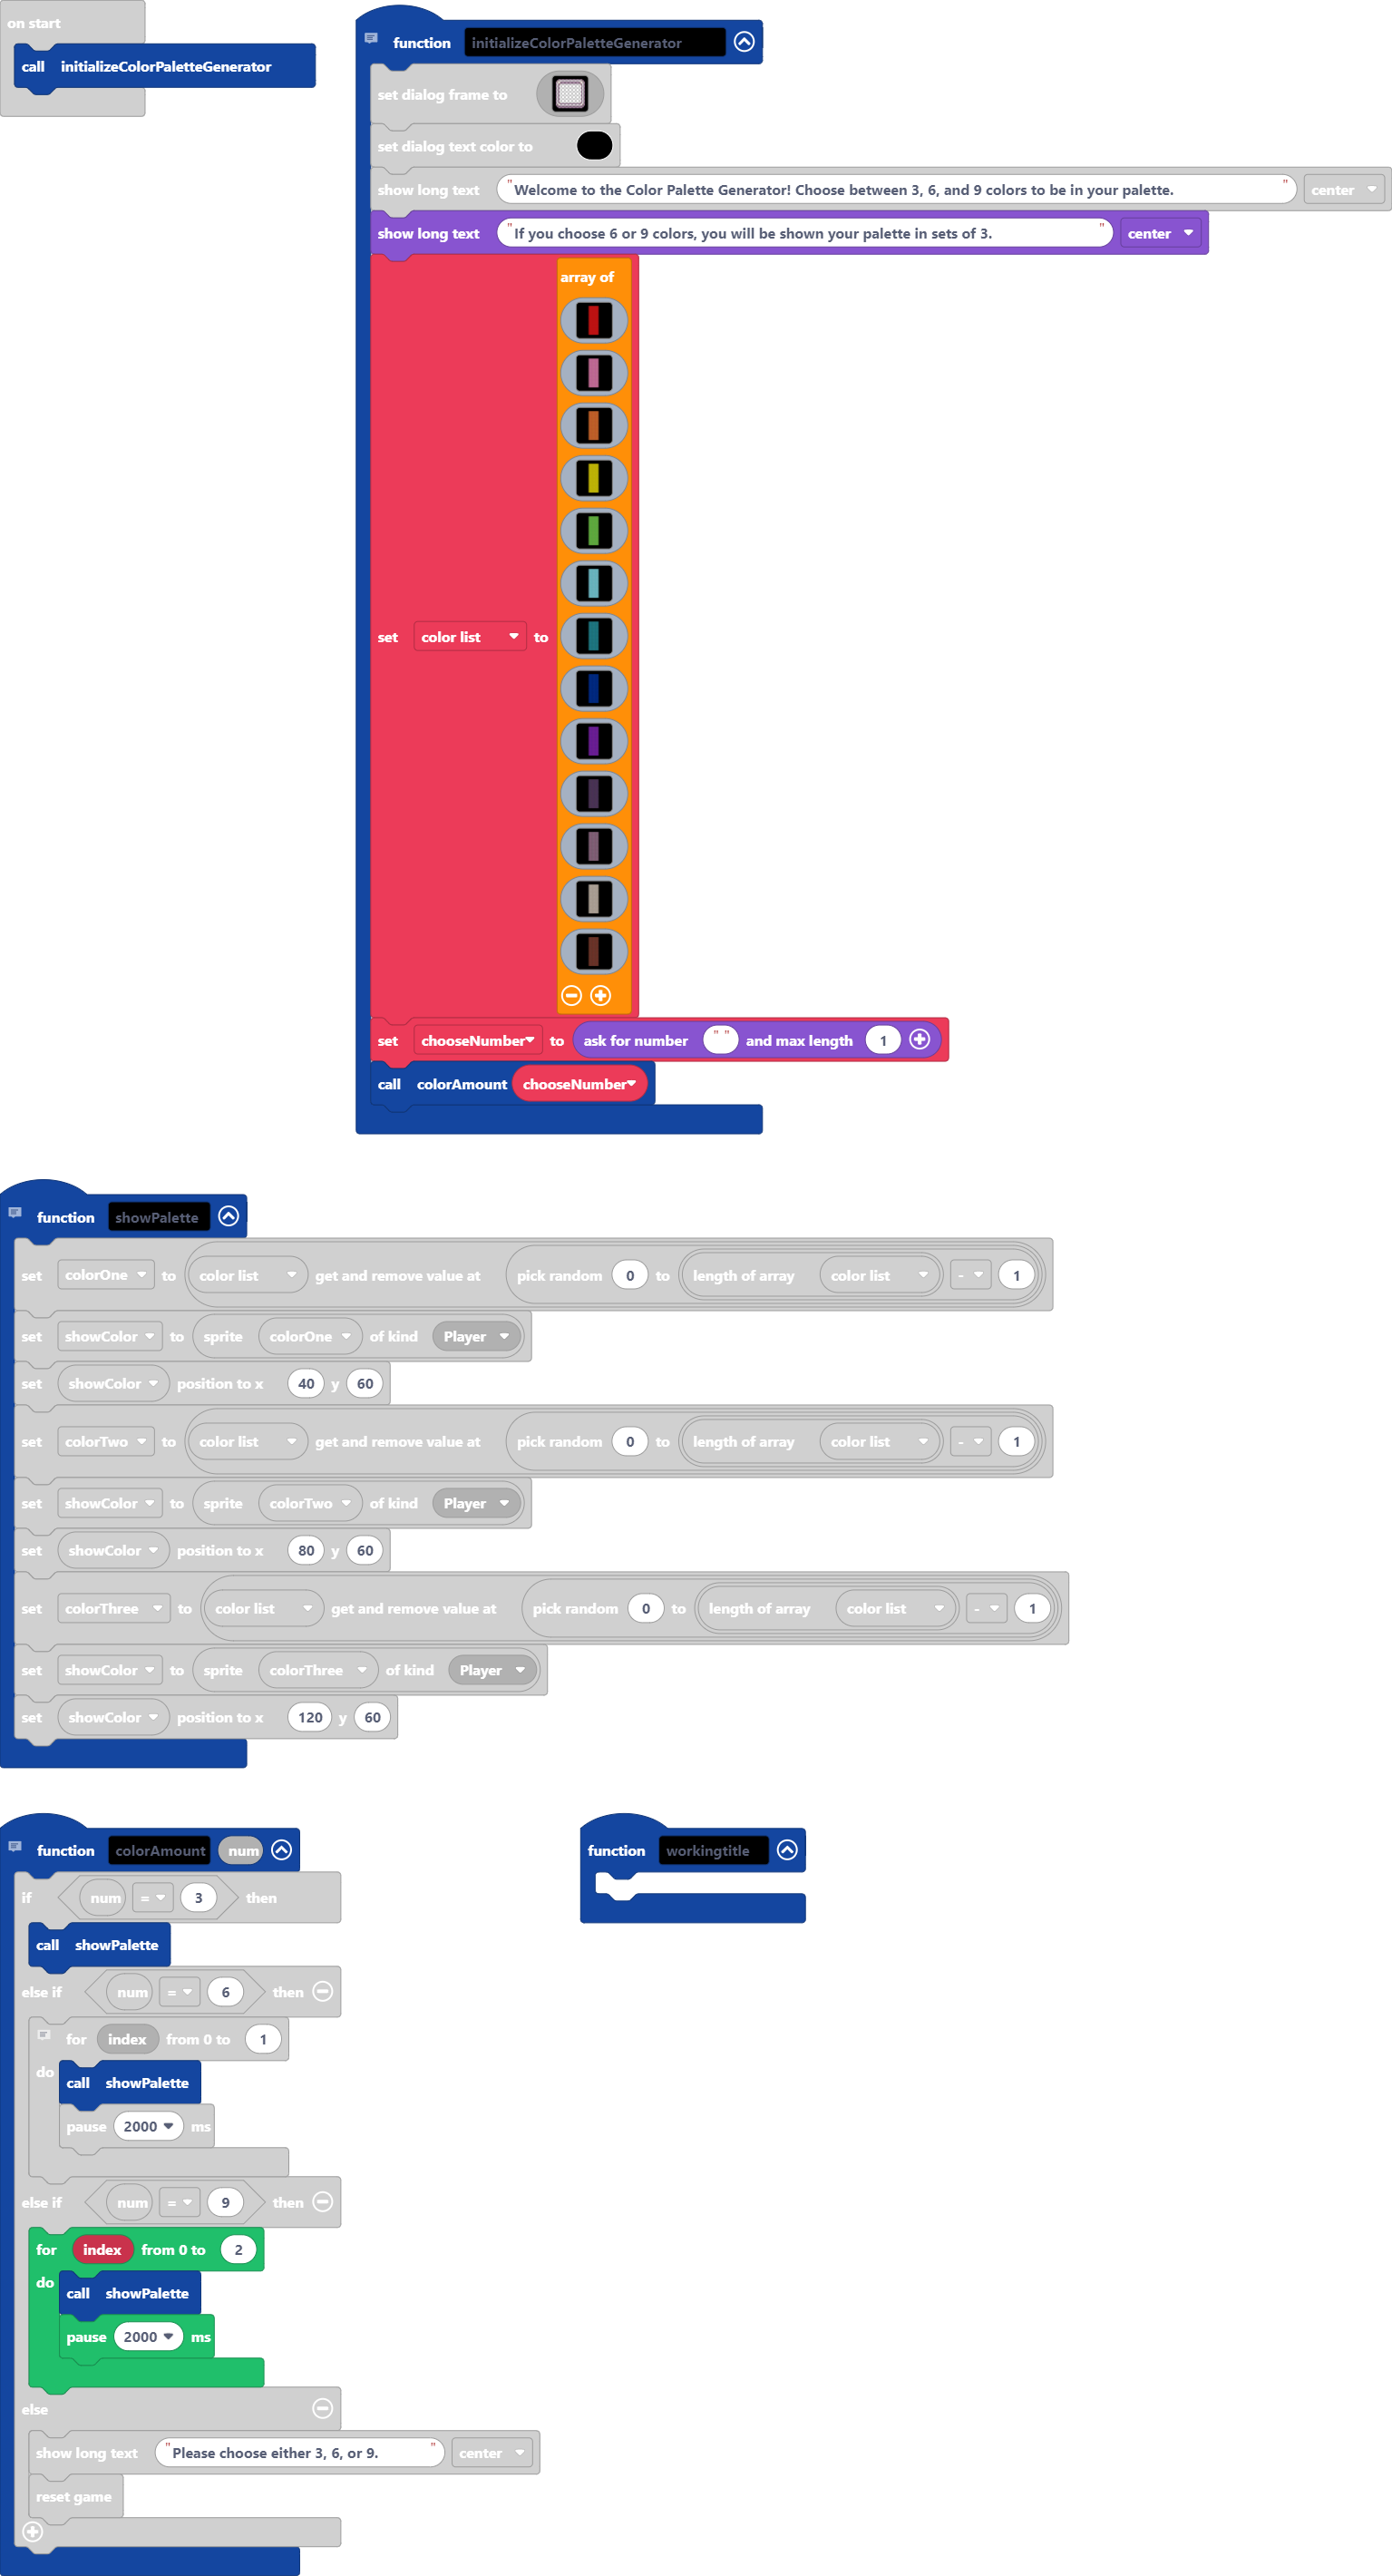 on start
call initializeColorPaletteGenerator
function initializeColorPaletteGenerator
set dialog frame to
set dialog text color to
show long text "Welcome to the Color Palette Generator! Choose between 3, 6, and 9 colors to be in your palette." center
show long text "If you choose 6 or 9 colors, you will be shown your palette in sets of 3." center
array of
set color list to
set chooseNumber to ask for number "" and max length 1
call colorAmount chooseNumber
function showPalette
set colorOne to color list get and remove value at pick random 0 to length of array color list - 1
set showColor to sprite colorOne of kind Player
set showColor position to x 40 y 60
set colorTwo to color list get and remove value at pick random 0 to length of array color list - 1
set showColor to sprite colorTwo of kind Player
set showColor position to x 80 y 60
set colorThree to color list get and remove value at pick random 0 to length of array color list - 1
set showColor to sprite colorThree of kind Player
set showColor position to x 120 y 60
function colorAmount num
if num = 3 then
call showPalette
else if num = 6 then
for index from 0 to 1
do
call showPalette
pause 2000 ms
else if num = 9 then
for index from 0 to 2
do
call showPalette
pause 2000 ms
else
show long text "Please choose either 3, 6, or 9." center
reset game
function workingtitle